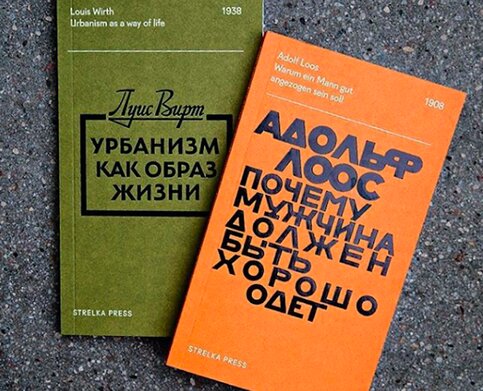 Louis Wirth
Urbanism as a way of life
1938
Луис Вирт
УРБАНИЗМ
КАК ОБРАЗ
ЖИЗНИ
STRELKA PRESS
Adolf Loos
Warum ein Mann gut
angezogen sein soll
1908
АДОЛЬФ
ЛООС
ПОЧЕМУ
МУЖЧИНА
ДОЛЖЕН
БЫТЬ
ХОРОШО
ОДЕТ
STRELKA PRESS